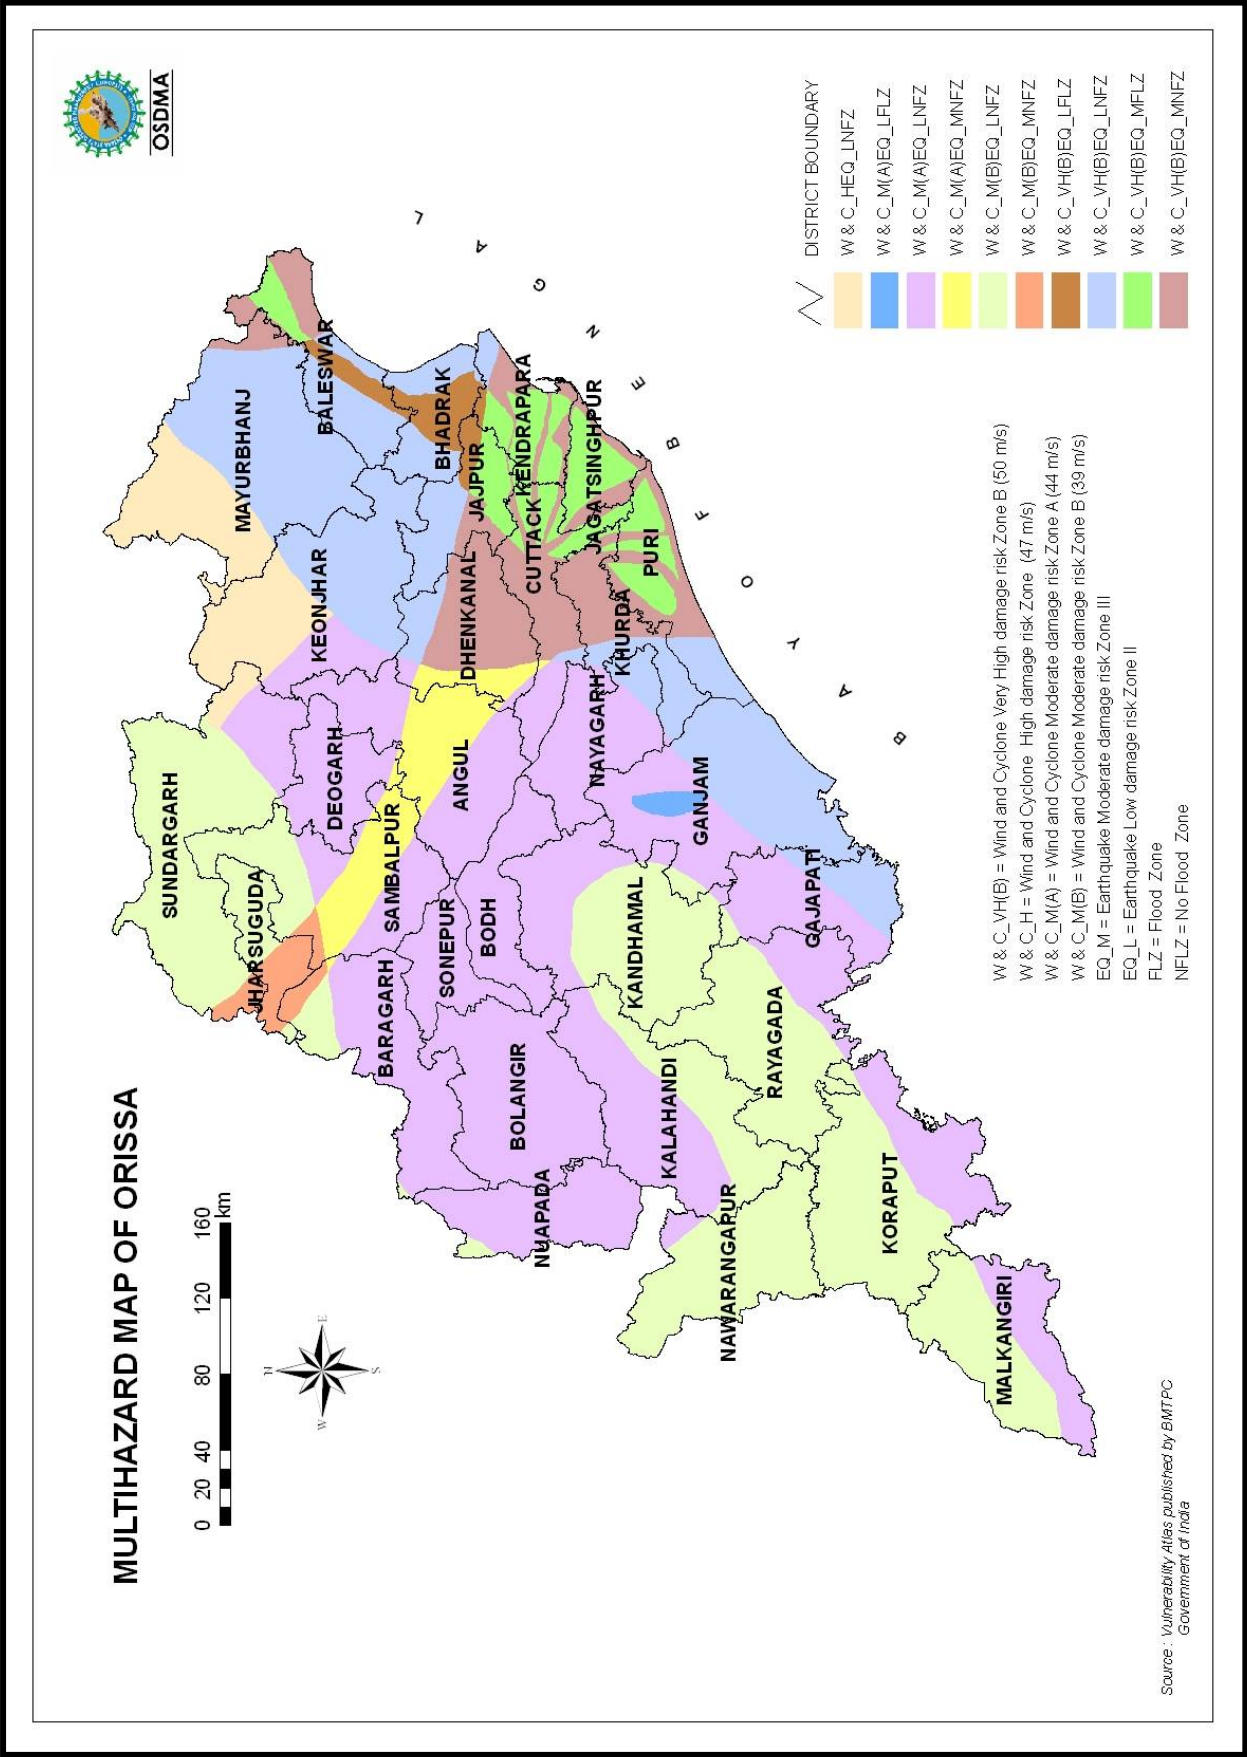 MULTIHAZARD MAP OF ORISSA
0 20 40 80 120 160
km
N
W E
S
OSDMA
SUNDARGARH
JHARSUGUDA
SAMBALPUR
DEOGARH
KEONJHAR
MAYURBHANJ
BALESWAR
BHADRAK
BARAGARH
SONEPUR
BODH
ANGUL
DHENKANAL
JAJPUR
KENDRAPARA
CUTTACK
JAGATSINGHPUR
PURI
KHURDA
NAYAGARH
NUAPADA
BOLANGIR
KALAHANDI
KANDHAMAL
GANJAM
GAJAPATI
RAYAGADA
NAWARANGAPUR
KORAPUT
MALKANGIRI
BAY OF BENGAL
DISTRICT BOUNDARY
W & C_HEQ_LNFZ
W & C_M(A)EQ_LFLZ
W & C_M(A)EQ_LNFZ
W & C_M(A)EQ_MNFZ
W & C_M(B)EQ_LNFZ
W & C_M(B)EQ_MNFZ
W & C_VH(B)EQ_LFLZ
W & C_VH(B)EQ_LNFZ
W & C_VH(B)EQ_MFLZ
W & C_VH(B)EQ_MNFZ
W & C_VH(B) = Wind and Cyclone Very High damage risk Zone B (50 m/s)
W & C_H = Wind and Cyclone High damage risk Zone (47 m/s)
W & C_M(A) = Wind and Cyclone Moderate damage risk Zone A (44 m/s)
W & C_M(B) = Wind and Cyclone Moderate damage risk Zone B (39 m/s)
EQ_M = Earthquake Moderate damage risk Zone III
EQ_L = Earthquake Low damage risk Zone II
FLZ = Flood Zone
NFLZ = No Flood Zone
Source : Vulnerability Atlas published by BMTPC
Government of India